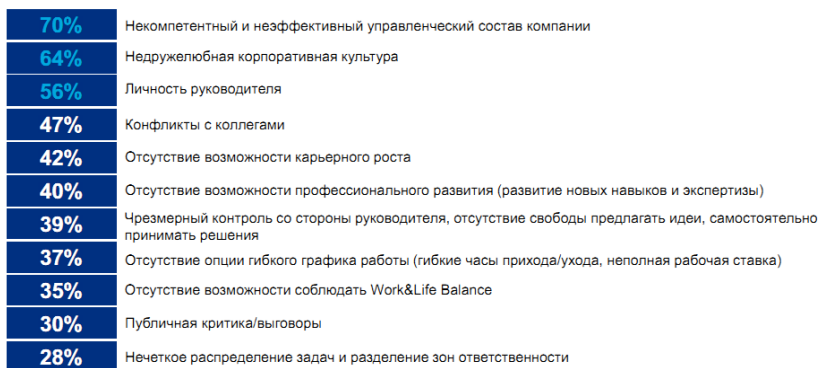 70% Некомпетентный и неэффективный управленческий состав компании
64% Недружелюбная корпоративная культура
56% Личность руководителя
47% Конфликты с коллегами
42% Отсутствие возможности карьерного роста
40% Отсутствие возможности профессионального развития (развитие новых навыков и экспертизы)
39% Чрезмерный контроль со стороны руководителя, отсутствие свободы предлагать идеи, самостоятельно
принимать решения
37% Отсутствие опции гибкого графика работы (гибкие часы прихода/ухода, неполная рабочая ставка)
35% Отсутствие возможности соблюдать Work&Life Balance
30% Публичная критика/выговоры
28% Нечеткое распределение задач и разделение зон ответственности